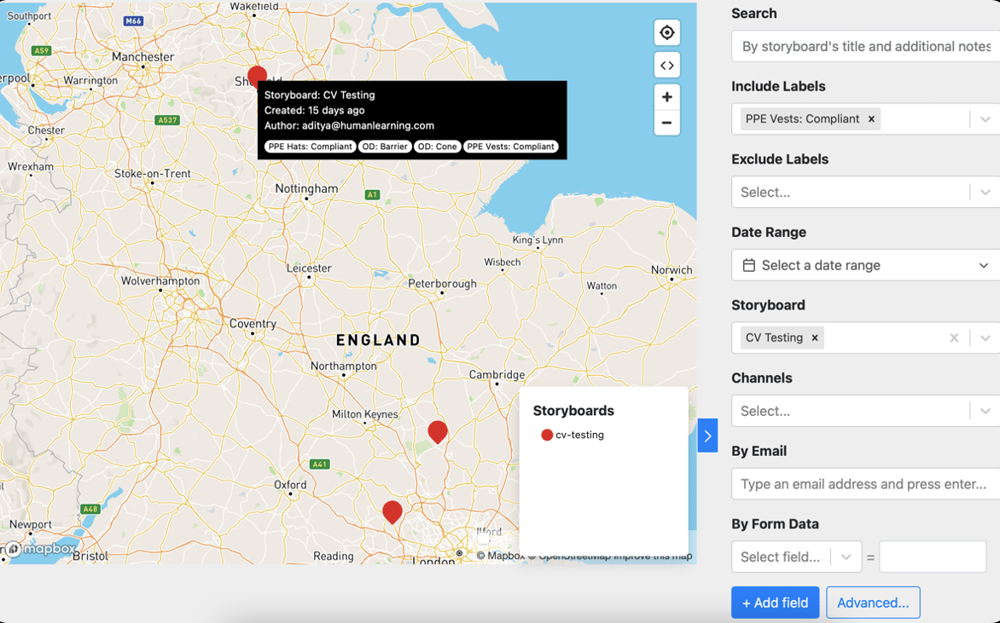 Southport
M66
Wakefield
A59
Manchester
Warrington
A537
Chester
Wrexham
Stoke-on-Trent
Nottingham
A1
King's Lynn
Wisbech
Norwich
Leicester
Peterborough
Watton
Wolverhampton
Coventry
ENGLAND
Northampton
Cambridge
Milton Keynes
A41
Oxford
A48
Newport
Bristol
Reading
London
Ilford
mapbox
© Mapbox © OpenStreetMap Improve this map
Storyboard: CV Testing
Created: 15 days ago
Author: aditya@humanlearning.com
PPE Hats: Compliant OD: Barrier OD: Cone PPE Vests: Compliant
Storyboards
cv-testing
Search
By storyboard's title and additional notes
Include Labels
PPE Vests: Compliant ×
Exclude Labels
Select...
Date Range
Select a date range
Storyboard
CV Testing ×
Channels
Select...
By Email
Type an email address and press enter...
By Form Data
Select field... =
+ Add field Advanced...